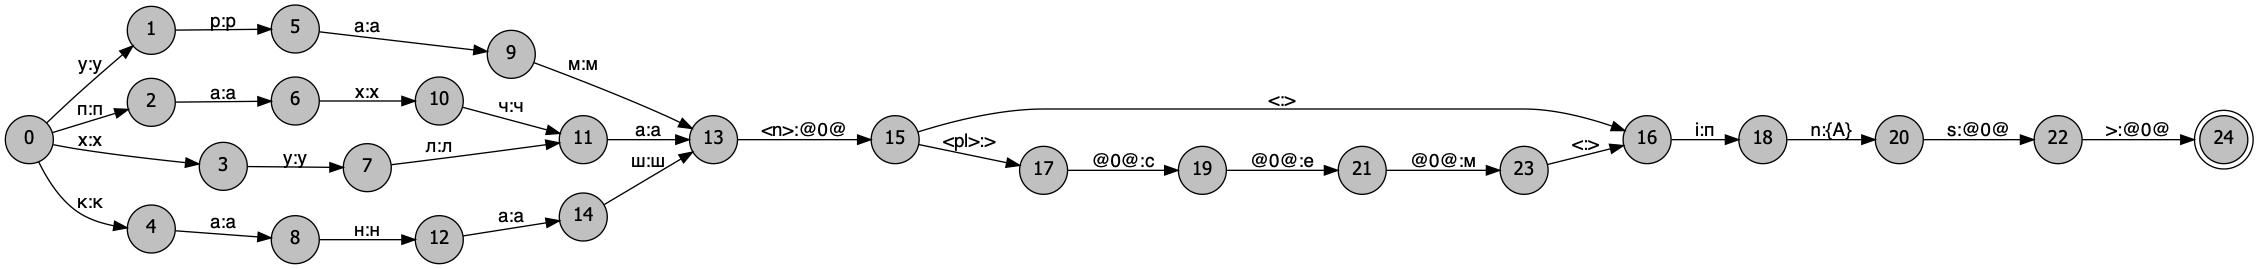 0
1
2
3
4
5
6
7
8
9
10
11
12
13
14
15
16
17
18
19
20
21
22
23
24
у:у
п:п
х:х
к:к
р:р
а:а
у:у
а:а
а:а
х:х
л:л
н:н
м:м
ч:ч
а:а
а:а
ш:ш
<n>:@0@
<:>
<pl>:>
@0@:с
@0@:е
@0@:м
<:>
i:п
n:{A}
s:@0@
>:@0@